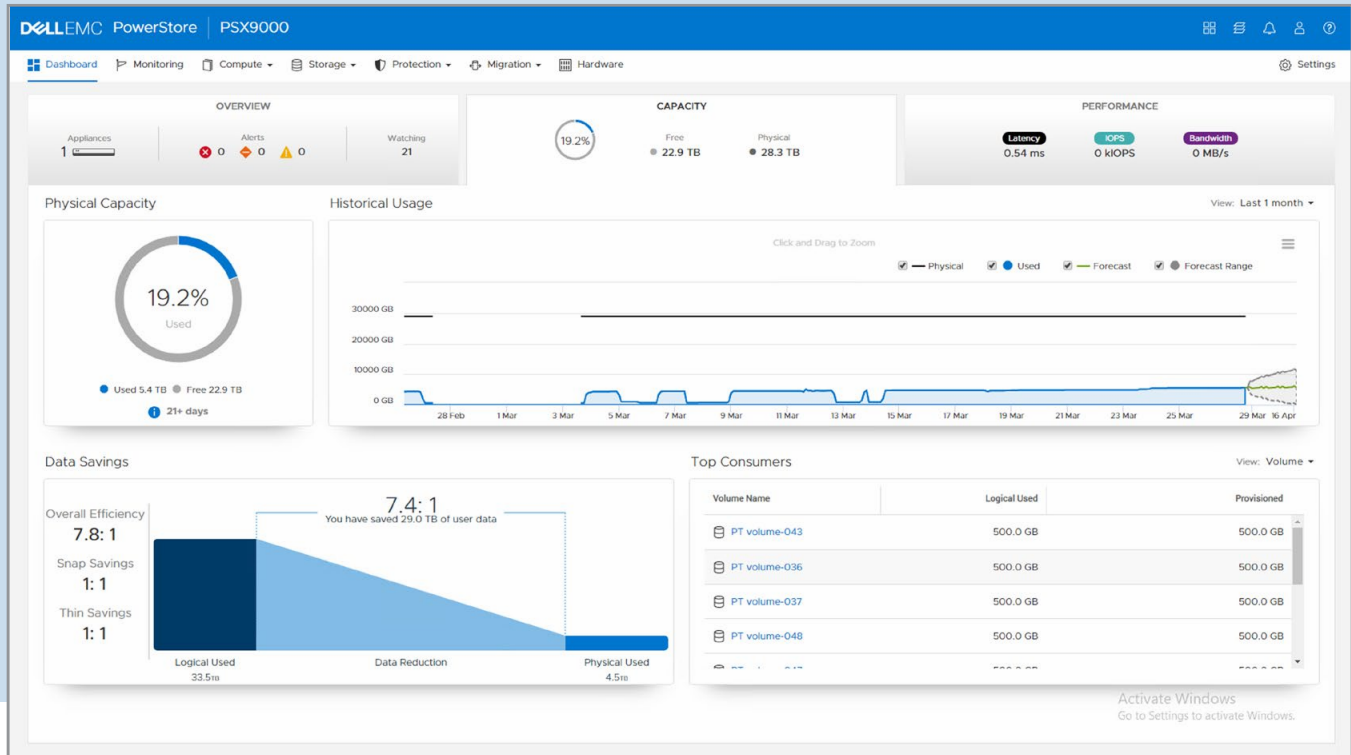 DELLEMC PowerStore PSX9000
Dashboard Monitoring Compute Storage Protection Migration Hardware Settings
OVERVIEW
Appliances Alerts Watching
1 0 0 0 21
CAPACITY
19.2%
Free Physical
22.9 TB 28.3 TB
PERFORMANCE
Latency IOPS Bandwidth
0.54 ms 0 kIOPS 0 MB/s
Physical Capacity
19.2%
Used
Used 5.4 TB Free 22.9 TB
21+ days
Historical Usage
View: Last 1 month
Click and Drag to Zoom
Physical Used Forecast Forecast Range
30000 GB
20000 GB
10000 GB
0 GB
28 Feb 1 Mar 3 Mar 5 Mar 7 Mar 9 Mar 11 Mar 13 Mar 15 Mar 17 Mar 19 Mar 21 Mar 23 Mar 25 Mar 29 Mar 16 Apr
Data Savings
Overall Efficiency
7.8: 1
Snap Savings
1: 1
Thin Savings
1: 1
7.4: 1
You have saved 29.0 TB of user data
Logical Used Data Reduction Physical Used
33.5TB 4.5TB
Top Consumers
View: Volume
Volume Name Logical Used Provisioned
PT volume-043 500.0 GB 500.0 GB
PT volume-036 500.0 GB 500.0 GB
PT volume-037 500.0 GB 500.0 GB
PT volume-048 500.0 GB 500.0 GB
Activate Windows
Go to Settings to activate Windows.